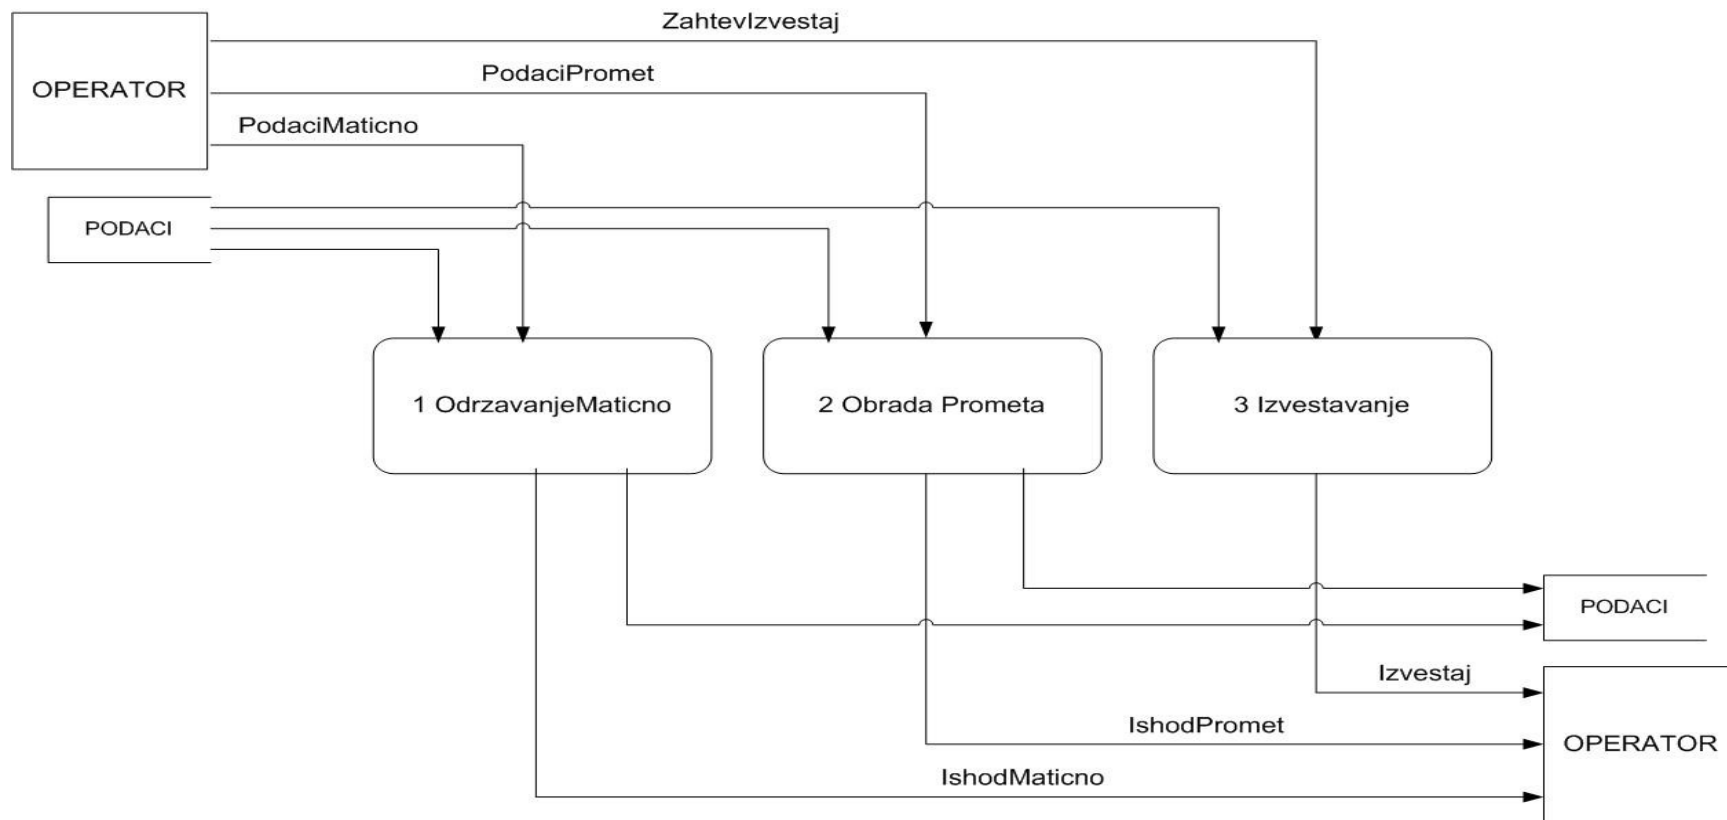 ZahtevIzvestaj
OPERATOR
PodaciPromet
PodaciMaticno
PODACI
1 OdrzavanjeMaticno
2 Obrada Prometa
3 Izvestavanje
PODACI
Izvestaj
IshodPromet
OPERATOR
IshodMaticno